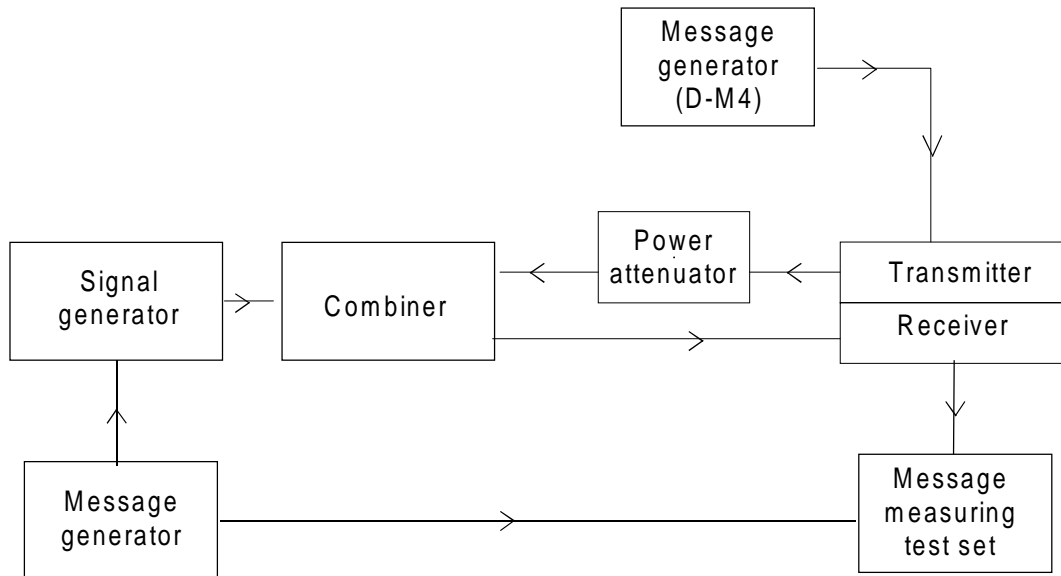 Message
generator
(D-M4)
Power
attenuator
Signal
generator
Combiner
Transmitter
Receiver
Message
generator
Message
measuring
test set